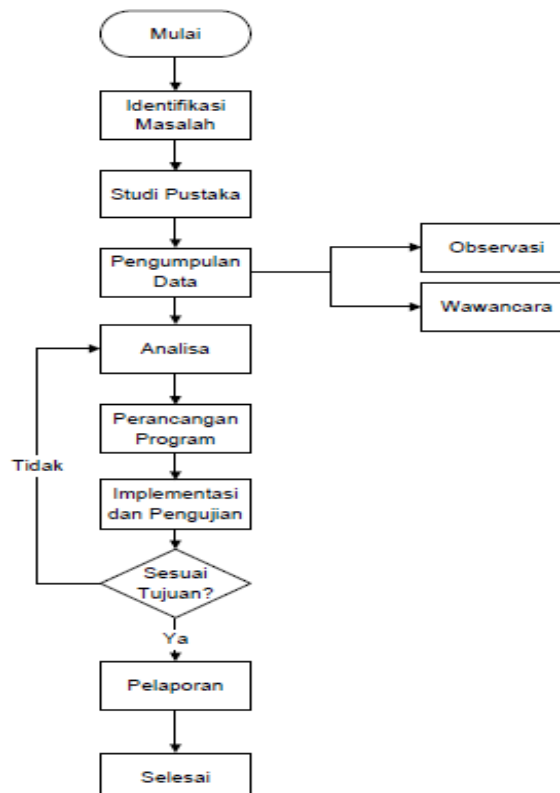 Mulai
Identifikasi
Masalah
Studi Pustaka
Pengumpulan
Data
Observasi
Wawancara
Analisa
Perancangan
Program
Tidak
Implementasi
dan Pengujian
Sesuai
Tujuan?
Ya
Pelaporan
Selesai